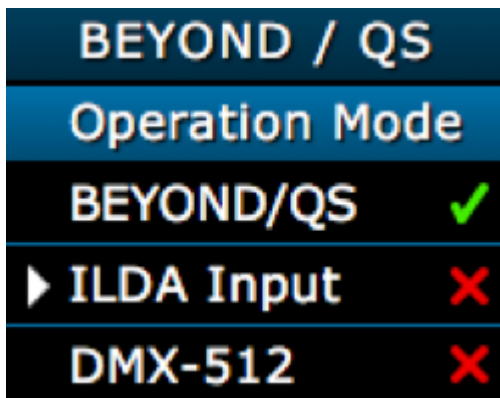 BEYOND / QS
Operation Mode
BEYOND/QS
ILDA Input
DMX-512